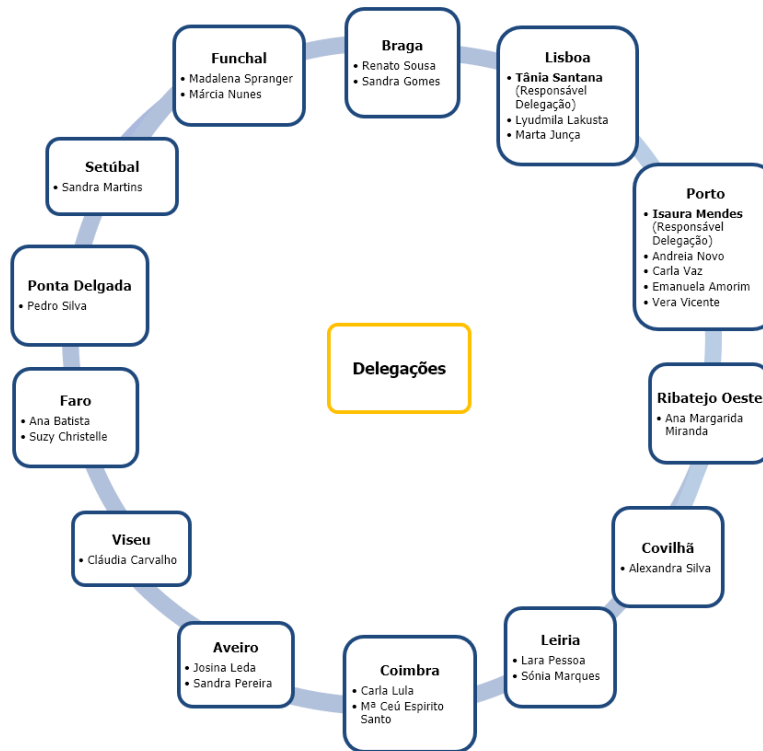 Braga
• Renato Sousa
• Sandra Gomes
Lisboa
• Tânia Santana
(Responsável
Delegação)
• Lyudmila Lakusta
• Marta Junça
Porto
• Isaura Mendes
(Responsável
Delegação)
• Andreia Novo
• Carla Vaz
• Emanuela Amorim
• Vera Vicente
Ribatejo Oeste
• Ana Margarida
Miranda
Covilhã
• Alexandra Silva
Leiria
• Lara Pessoa
• Sónia Marques
Coimbra
• Carla Lula
• Mª Ceú Espirito
Santo
Aveiro
• Josina Leda
• Sandra Pereira
Viseu
• Cláudia Carvalho
Faro
• Ana Batista
• Suzy Christelle
Ponta Delgada
• Pedro Silva
Setúbal
• Sandra Martins
Funchal
• Madalena Spranger
• Márcia Nunes
Delegações